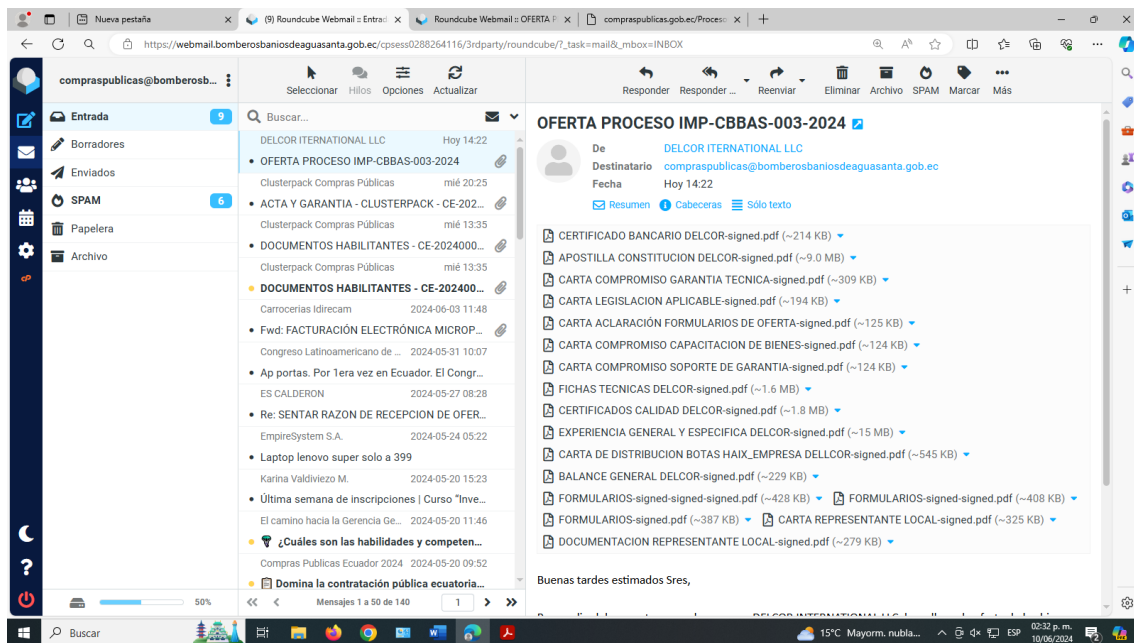 Nueva pestaña
(9) Roundcube Webmail :: Entrad
Roundcube Webmail :: OFERTA P
compraspublicas.gob.ec/Proceso
https://webmail.bomberosbaniosdeaguasanta.gob.ec/cpsess0288264116/3rdparty/roundcube/?_task=mail&_mbox=INBOX
compraspublicas@bomberosb...
Entrada 9
Borradores
Enviados
SPAM 6
Papelera
Archivo
50%
Seleccionar Hilos Opciones Actualizar
Buscar...
DELCOR ITERNATIONAL LLC Hoy 14:22
OFERTA PROCESO IMP-CBBAS-003-2024
Clusterpack Compras Públicas mié 20:25
ACTA Y GARANTIA - CLUSTERPACK - CE-202...
Clusterpack Compras Públicas mié 13:35
DOCUMENTOS HABILITANTES - CE-2024000...
Clusterpack Compras Públicas mié 13:35
DOCUMENTOS HABILITANTES - CE-202400...
Carrocerias Idirecam 2024-06-03 11:48
Fwd: FACTURACIÓN ELECTRÓNICA MICROP...
Congreso Latinoamericano de ... 2024-05-31 10:07
Ap portas. Por 1era vez en Ecuador. El Congr...
ES CALDERON 2024-05-27 08:28
Re: SENTAR RAZON DE RECEPCION DE OFER...
EmpireSystem S.A. 2024-05-24 05:22
Laptop lenovo super solo a 399
Karina Valdiviezo M. 2024-05-20 15:23
Última semana de inscripciones | Curso "Inve...
El camino hacia la Gerencia Ge... 2024-05-20 11:46
¿Cuáles son las habilidades y competen...
Compras Publicas Ecuador 2024 2024-05-20 09:52
Domina la contratación pública ecuatoria...
Mensajes 1 a 50 de 140 1
Responder Responder ... Reenviar Eliminar Archivo SPAM Marcar Más
OFERTA PROCESO IMP-CBBAS-003-2024
De DELCOR ITERNATIONAL LLC
Destinatario compraspublicas@bomberosbaniosdeaguasanta.gob.ec
Fecha Hoy 14:22
Resumen Cabeceras Sólo texto
CERTIFICADO BANCARIO DELCOR-signed.pdf (~214 KB)
APOSTILLA CONSTITUCION DELCOR-signed.pdf (~9.0 MB)
CARTA COMPROMISO GARANTIA TECNICA-signed.pdf (~309 KB)
CARTA LEGISLACION APLICABLE-signed.pdf (~194 KB)
CARTA ACLARACIÓN FORMULARIOS DE OFERTA-signed.pdf (~125 KB)
CARTA COMPROMISO CAPACITACION DE BIENES-signed.pdf (~124 KB)
CARTA COMPROMISO SOPORTE DE GARANTIA-signed.pdf (~124 KB)
FICHAS TECNICAS DELCOR-signed.pdf (~1.6 MB)
CERTIFICADOS CALIDAD DELCOR-signed.pdf (~1.8 MB)
EXPERIENCIA GENERAL Y ESPECIFICA DELCOR-signed.pdf (~15 MB)
CARTA DE DISTRIBUCION BOTAS HAIX_EMPRESA DELLCOR-signed.pdf (~545 KB)
BALANCE GENERAL DELCOR-signed.pdf (~229 KB)
FORMULARIOS-signed-signed-signed.pdf (~428 KB) FORMULARIOS-signed-signed.pdf (~408 KB)
FORMULARIOS-signed.pdf (~387 KB) CARTA REPRESENTANTE LOCAL-signed.pdf (~325 KB)
DOCUMENTACION REPRESENTANTE LOCAL-signed.pdf (~279 KB)
Buenas tardes estimados Sres,
Buscar
15°C Mayorm. nubla... ESP 02:32 p. m.
10/06/2024